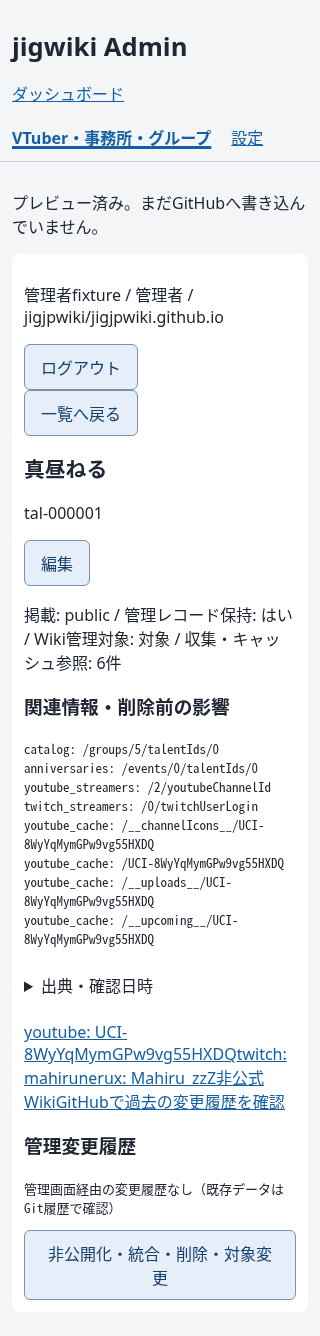 jigwiki Admin
ダッシュボード
VTuber・事務所・グループ 設定
プレビュー済み。まだGitHubへ書き込ん
でいません。
管理者fixture / 管理者 /
jigjpwiki/jigjpwiki.github.io
ログアウト
一覧へ戻る
真昼ねる
tal-000001
編集
掲載: public / 管理レコード保持: はい
/ Wiki管理対象: 対象 / 収集・キャッ
シュ参照: 6件
関連情報・削除前の影響
catalog: /groups/5/talentIds/0
anniversaries: /events/0/talentIds/0
youtube_streamers: /2/youtubeChannelId
twitch_streamers: /0/twitchUserLogin
youtube_cache: /__channelIcons__/UCI-
8WyYqMymGPw9vg55HXDQ
youtube_cache: /UCI-8WyYqMymGPw9vg55HXDQ
youtube_cache: /__uploads__/UCI-
8WyYqMymGPw9vg55HXDQ
youtube_cache: /__upcoming__/UCI-
8WyYqMymGPw9vg55HXDQ
▶ 出典・確認日時
youtube: UCI-
8WyYqMymGPw9vg55HXDQtwitch:
mahirunerux: Mahiru_zzZ非公式
WikiGitHubで過去の変更履歴を確認
管理変更履歴
管理画面経由の変更履歴なし（既存データは
Git履歴で確認）
非公開化・統合・削除・対象変
更